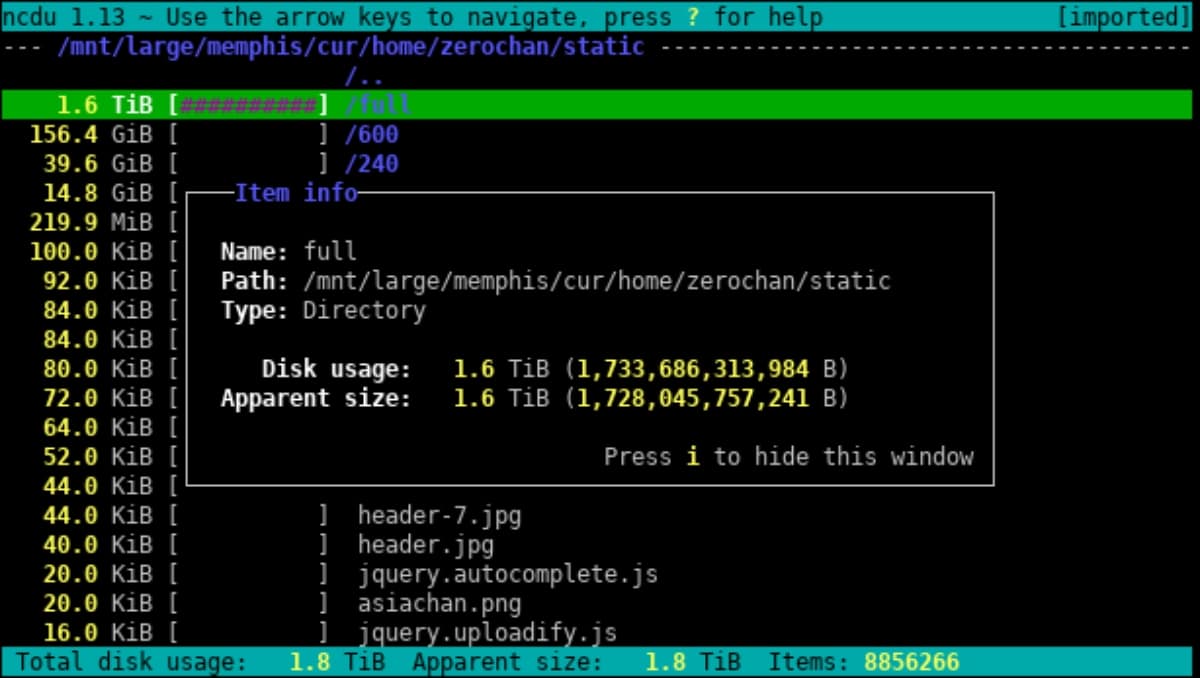 ncdu 1.13 ~ Use the arrow keys to navigate, press ? for help [imported]
--- /mnt/large/memphis/cur/home/zerochan/static ---------------------------------------
/..
1.6 TiB [##########] /full
156.4 GiB [ ] /600
39.6 GiB [ ] /240
14.8 GiB [
Item info
219.9 MiB [
100.0 KiB [
Name: full
92.0 KiB [
Path: /mnt/large/memphis/cur/home/zerochan/static
84.0 KiB [
Type: Directory
84.0 KiB [
80.0 KiB [
Disk usage: 1.6 TiB (1,733,686,313,984 B)
72.0 KiB [
Apparent size: 1.6 TiB (1,728,045,757,241 B)
64.0 KiB [
52.0 KiB [
Press i to hide this window
44.0 KiB [
44.0 KiB [ ] header-7.jpg
40.0 KiB [ ] header.jpg
20.0 KiB [ ] jquery.autocomplete.js
20.0 KiB [ ] asiachan.png
16.0 KiB [ ] jquery.uploadify.js
Total disk usage: 1.8 TiB Apparent size: 1.8 TiB Items: 8856266